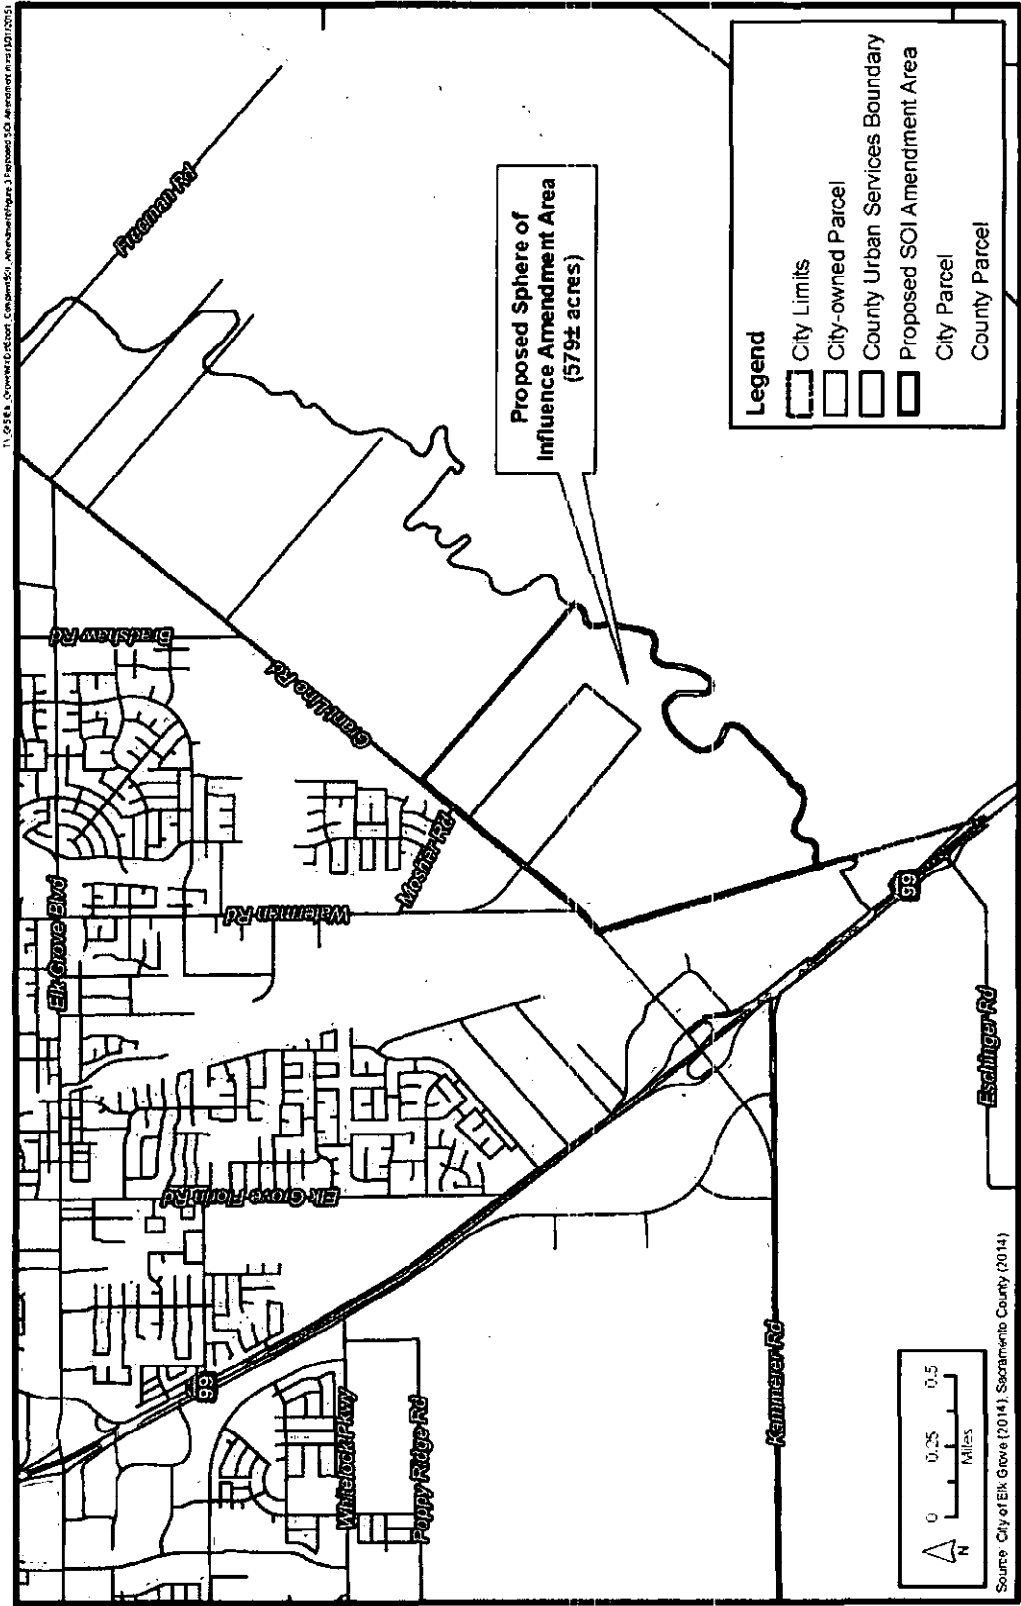 Freeman Rd
Bradshaw Rd
Grant Line Rd
Mosher Rd
Elk Grove Blvd
Waterman Rd
Elk Grove Florin Rd
99
99
Whitelock Pkwy
Poppy Ridge Rd
Kammerer Rd
Eschinger Rd
Proposed Sphere of
Influence Amendment Area
(579± acres)
Legend
City Limits
City-owned Parcel
County Urban Services Boundary
Proposed SOI Amendment Area
City Parcel
County Parcel
N
0 0.25 0.5
Miles
Source: City of Elk Grove (2014), Sacramento County (2014)